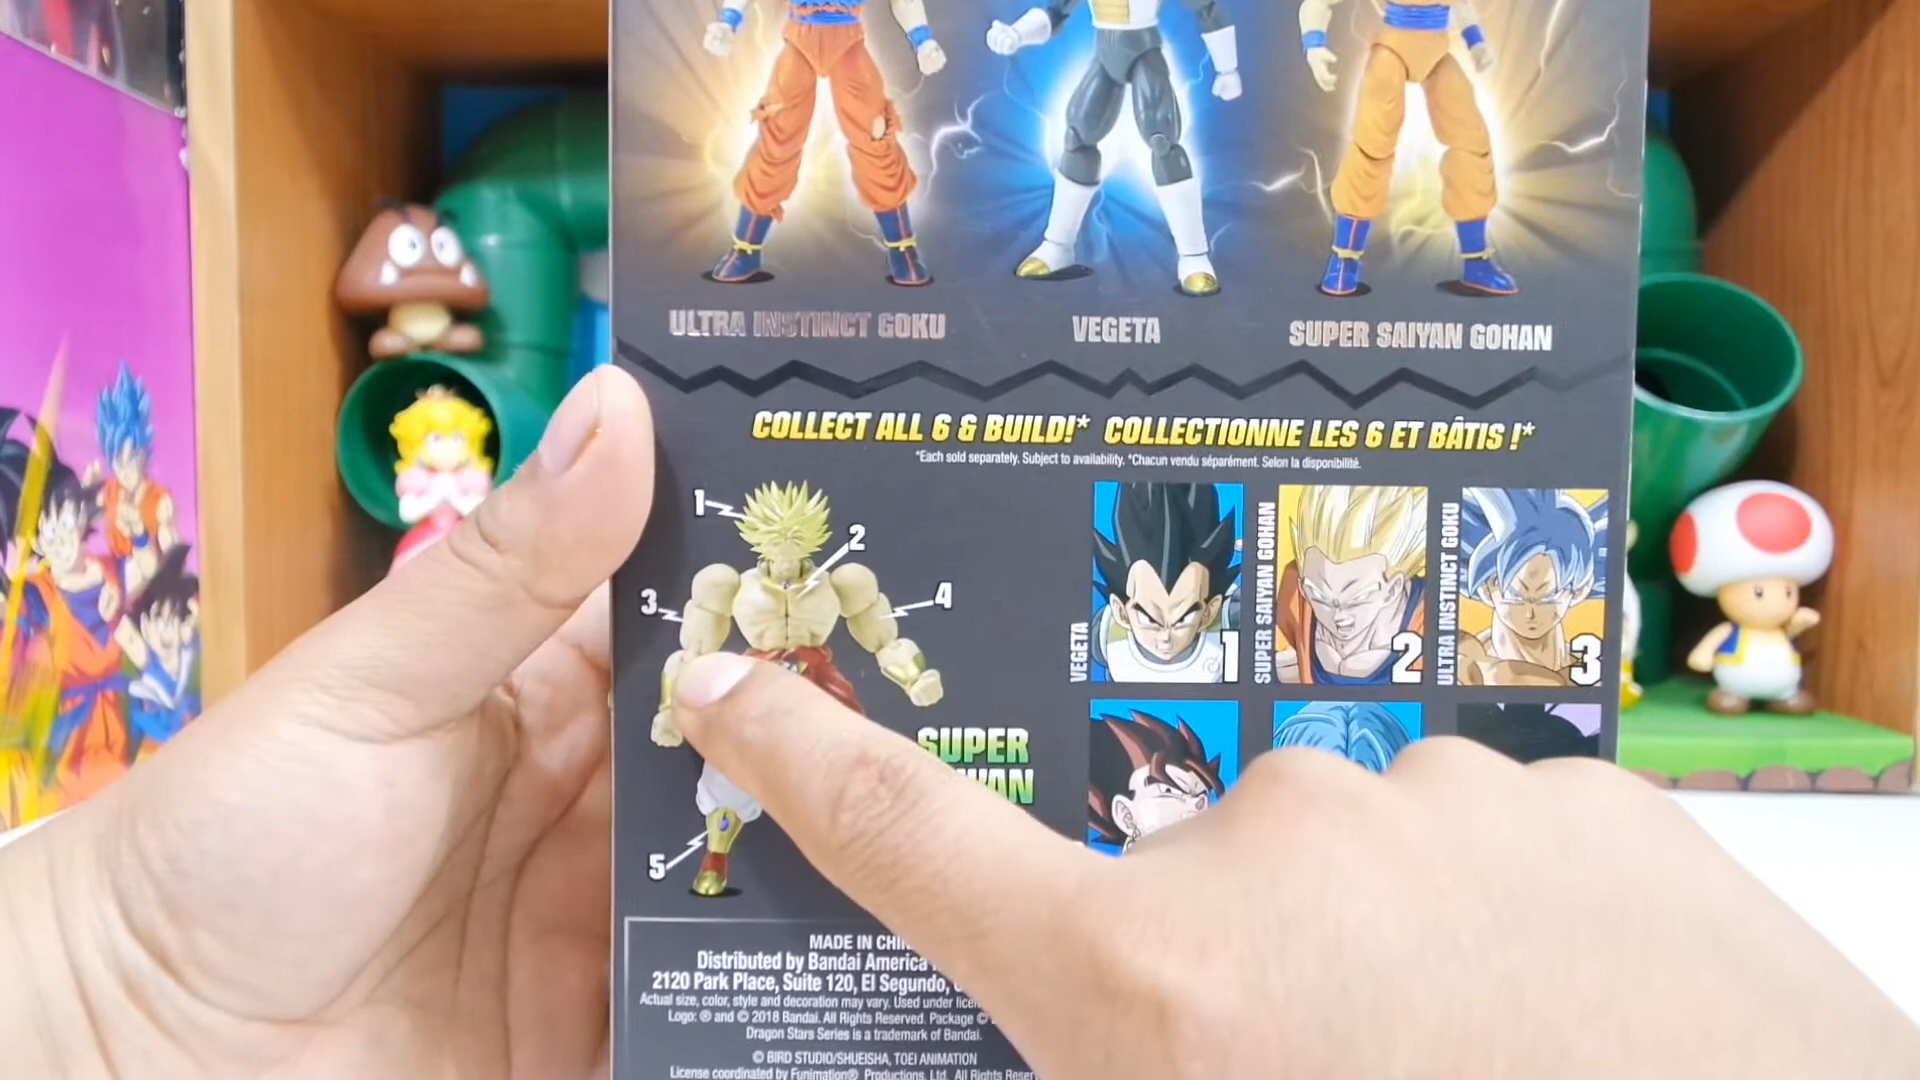 ULTRA INSTINCT GOKU
VEGETA
SUPER SAIYAN GOHAN
COLLECT ALL 6 & BUILD!* COLLECTIONNE LES 6 ET BÂTIS !*
*Each sold separately. Subject to availability. *Chacun vendu séparément. Selon la disponibilité.
1
2
3
4
5
SUPER
VEGETA
1
SUPER SAIYAN GOHAN
2
ULTRA INSTINCT GOKU
3
MADE IN
Distributed by Bandai America
2120 Park Place, Suite 120, El Segundo,
Actual size, color, style and decoration may vary. Used under
Logo: ® and © 2018 Bandai. All Rights Reserved. Package ©
Dragon Stars Series is a trademark of Bandai.
© BIRD STUDIO/SHUEISHA, TOEI ANIMATION
License coordinated by Funimation® Productions, Ltd. All Rights